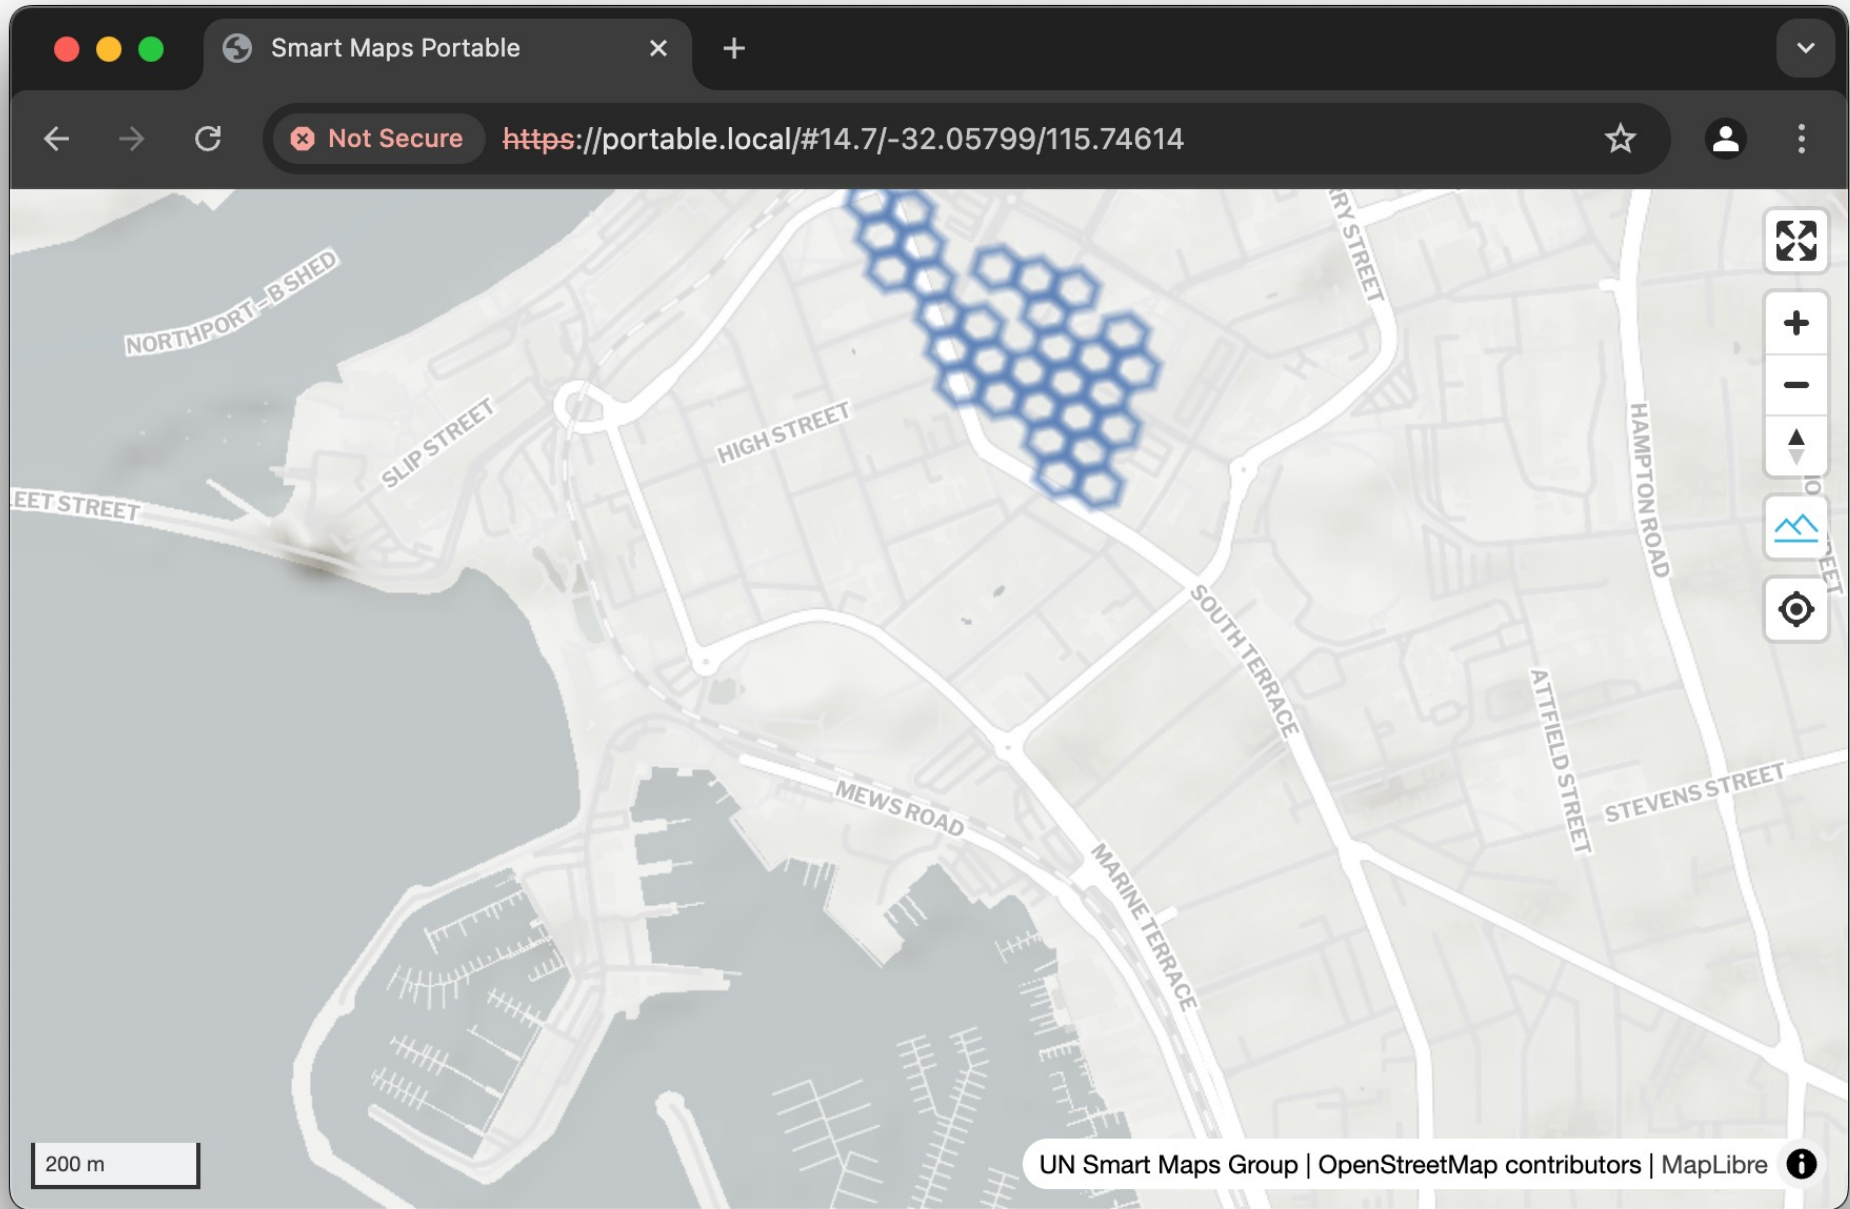 Smart Maps Portable
Not Secure
https://portable.local/#14.7/-32.05799/115.74614
RY STREET
NORTHPORT – B SHED
SLIP STREET
HIGH STREET
HAMPTON ROAD
EET STREET
SOUTH TERRACE
ATTFIELD STREET
STEVENS STREET
MEWS ROAD
MARINE TERRACE
200 m
UN Smart Maps Group | OpenStreetMap contributors | MapLibre